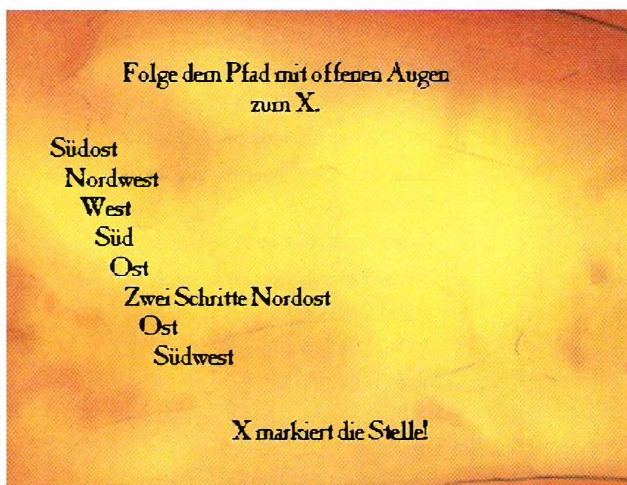 Folge dem Pfad mit offenen Augen
zum X.
Südost
Nordwest
West
Süd
Ost
Zwei Schritte Nordost
Ost
Südwest
X markiert die Stelle!